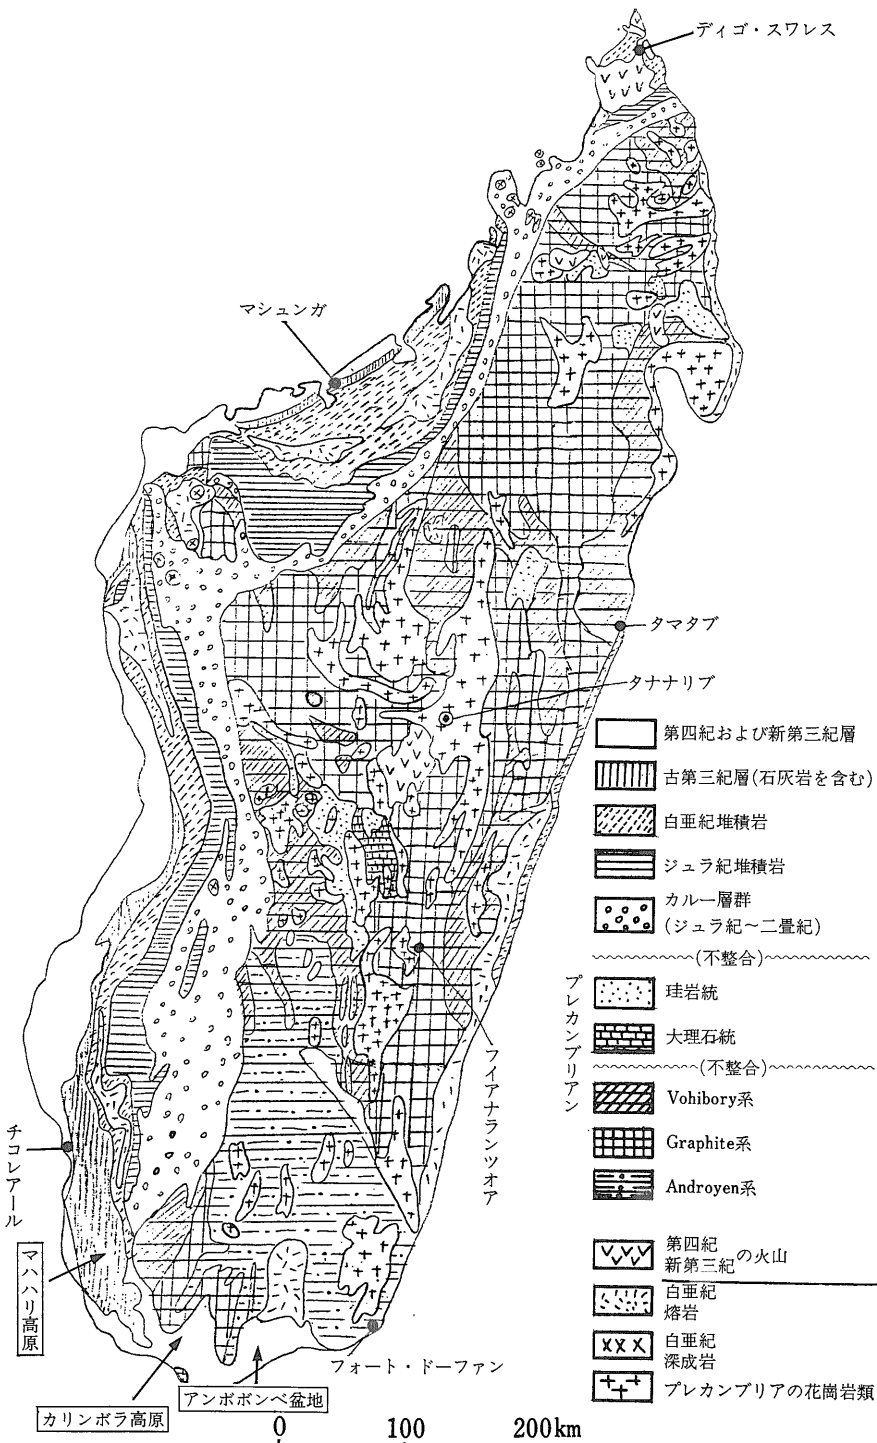 ディゴ・スワレス
マシュンガ
タマタブ
タナナリブ
第四紀および新第三紀層
古第三紀層(石灰岩を含む)
白亜紀堆積岩
ジュラ紀堆積岩
カルー層群
(ジュラ紀〜二畳紀)
(不整合)
プレカンブリアン
珪岩統
大理石統
(不整合)
Vohibory系
Graphite系
Androyen系
第四紀
新第三紀の火山
白亜紀
熔岩
白亜紀
深成岩
プレカンブリアの花崗岩類
フイアナランツオア
チコレアール
マハハリ高原
カリンボラ高原
アンボボンベ盆地
フォート・ドーファン
0 100 200km